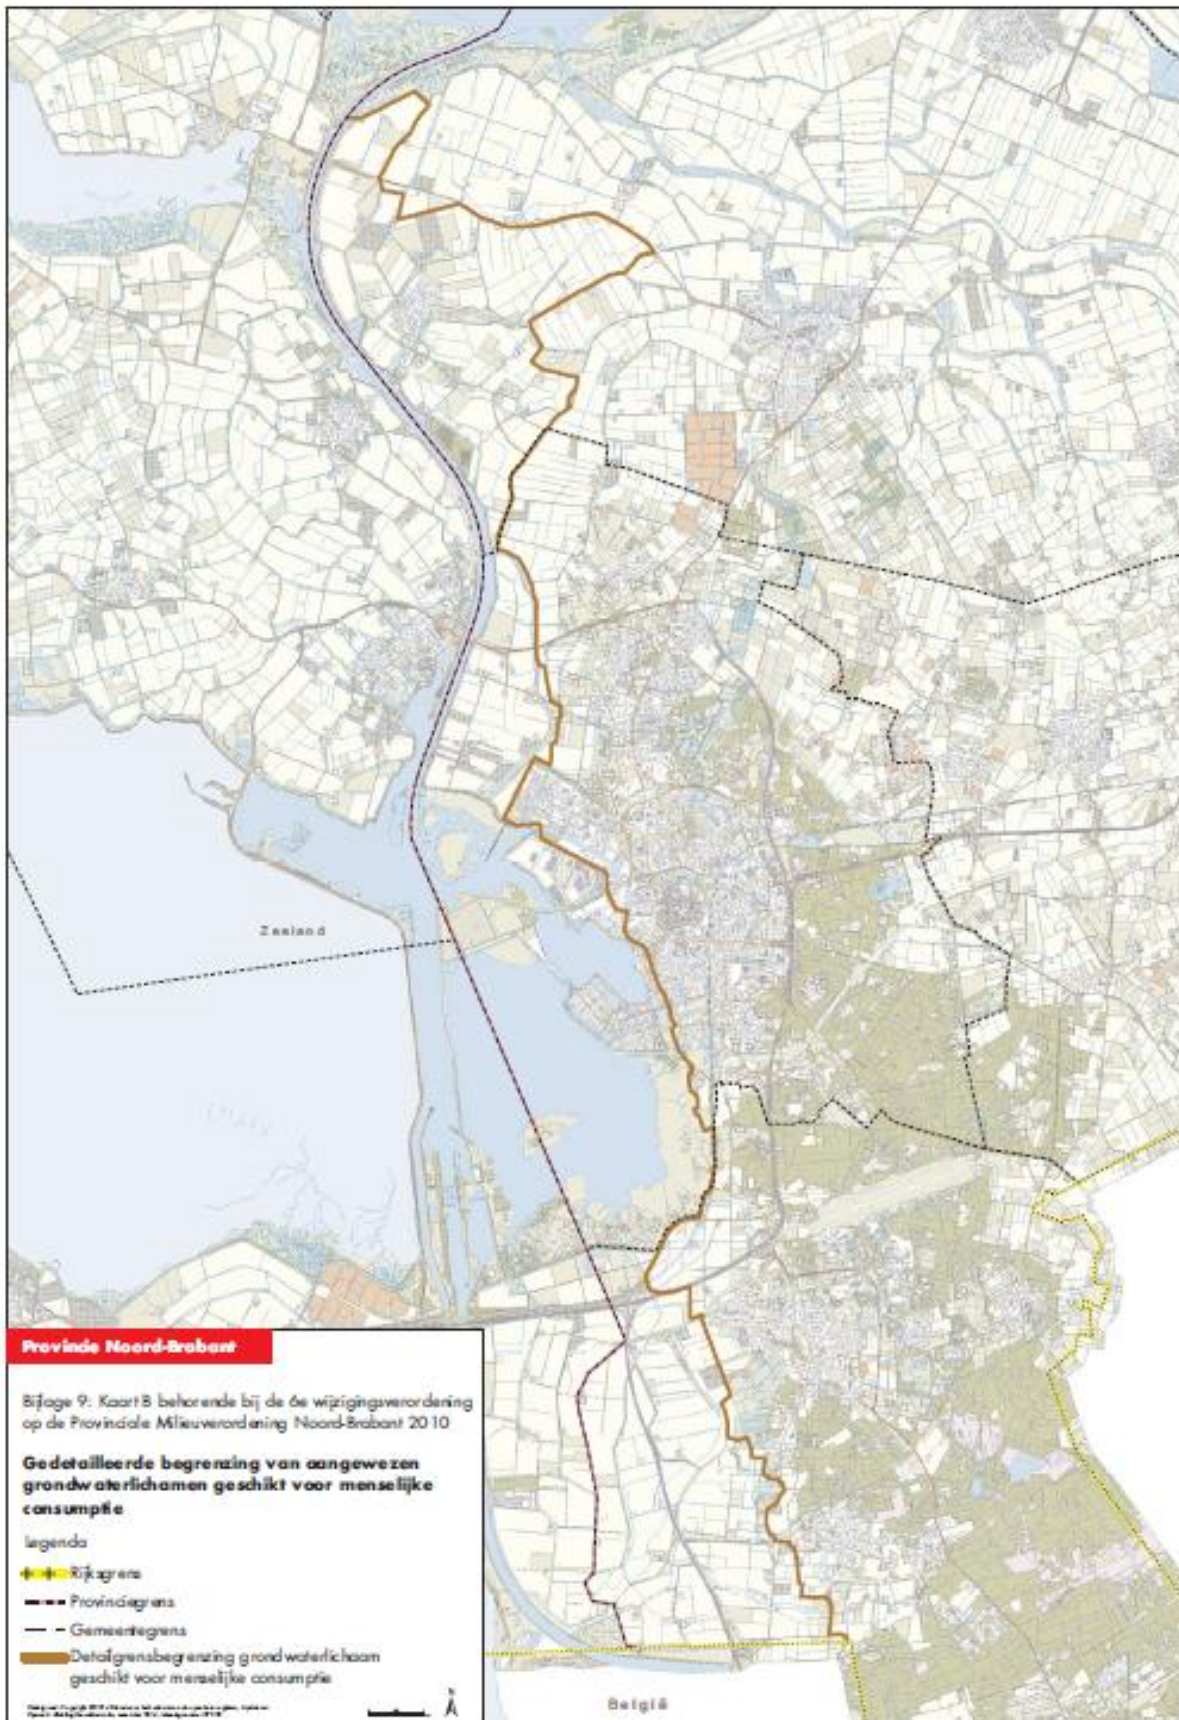 Zeeland
Provincie Noord-Brabant
Bijlage 9: Kaart B behorende bij de 6e wijzigingsverordening
op de Provinciale Milieuverordening Noord-Brabant 2010
Gedetailleerde begrenzing van aangewezen
grondwaterlichamen geschikt voor menselijke
consumptie
Legenda
Rijksgrens
Provinciegrens
Gemeentegrens
Detailgrensbegrenzing grondwaterlichaam
geschikt voor menselijke consumptie
N
België